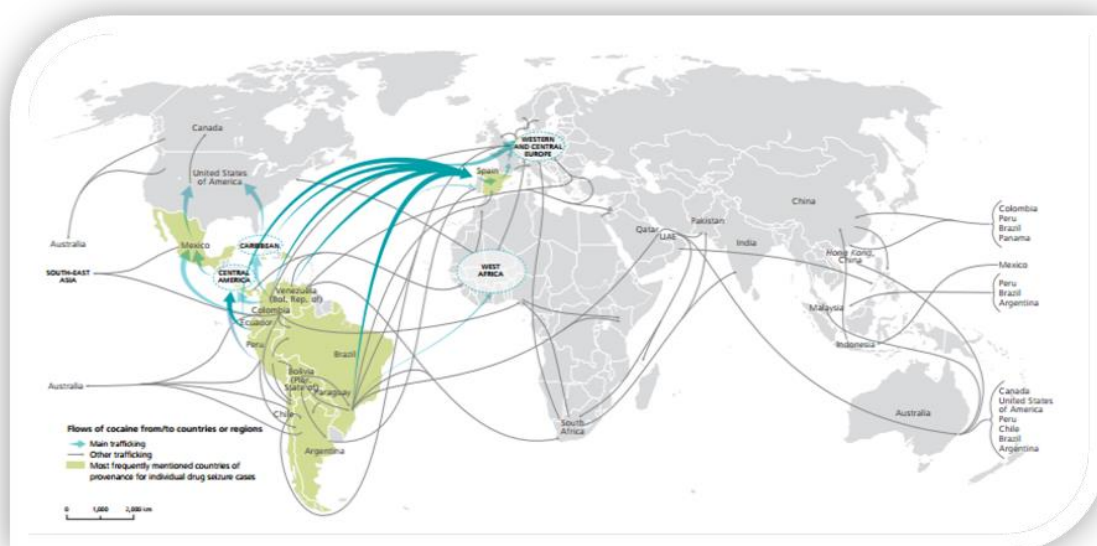 Canada
United States
of America
Australia
SOUTH-EAST
ASIA
Mexico
CARIBBEAN
CENTRAL
AMERICA
Venezuela
(Bol. Rep. of)
Colombia
Ecuador
Peru
Brazil
Bolivia
(Plur.
State of)
Paraguay
Australia
Chile
Argentina
WESTERN
AND CENTRAL
EUROPE
Spain
WEST
AFRICA
South
Africa
Qatar
UAE
Pakistan
India
China
Hong Kong,
China
Malaysia
Indonesia
Australia
Colombia
Peru
Brazil
Panama
Mexico
Peru
Brazil
Argentina
Canada
United States
of America
Peru
Chile
Brazil
Argentina
Flows of cocaine from/to countries or regions
Main trafficking
Other trafficking
Most frequently mentioned countries of
provenance for individual drug seizure cases
0 1,000 2,000 km